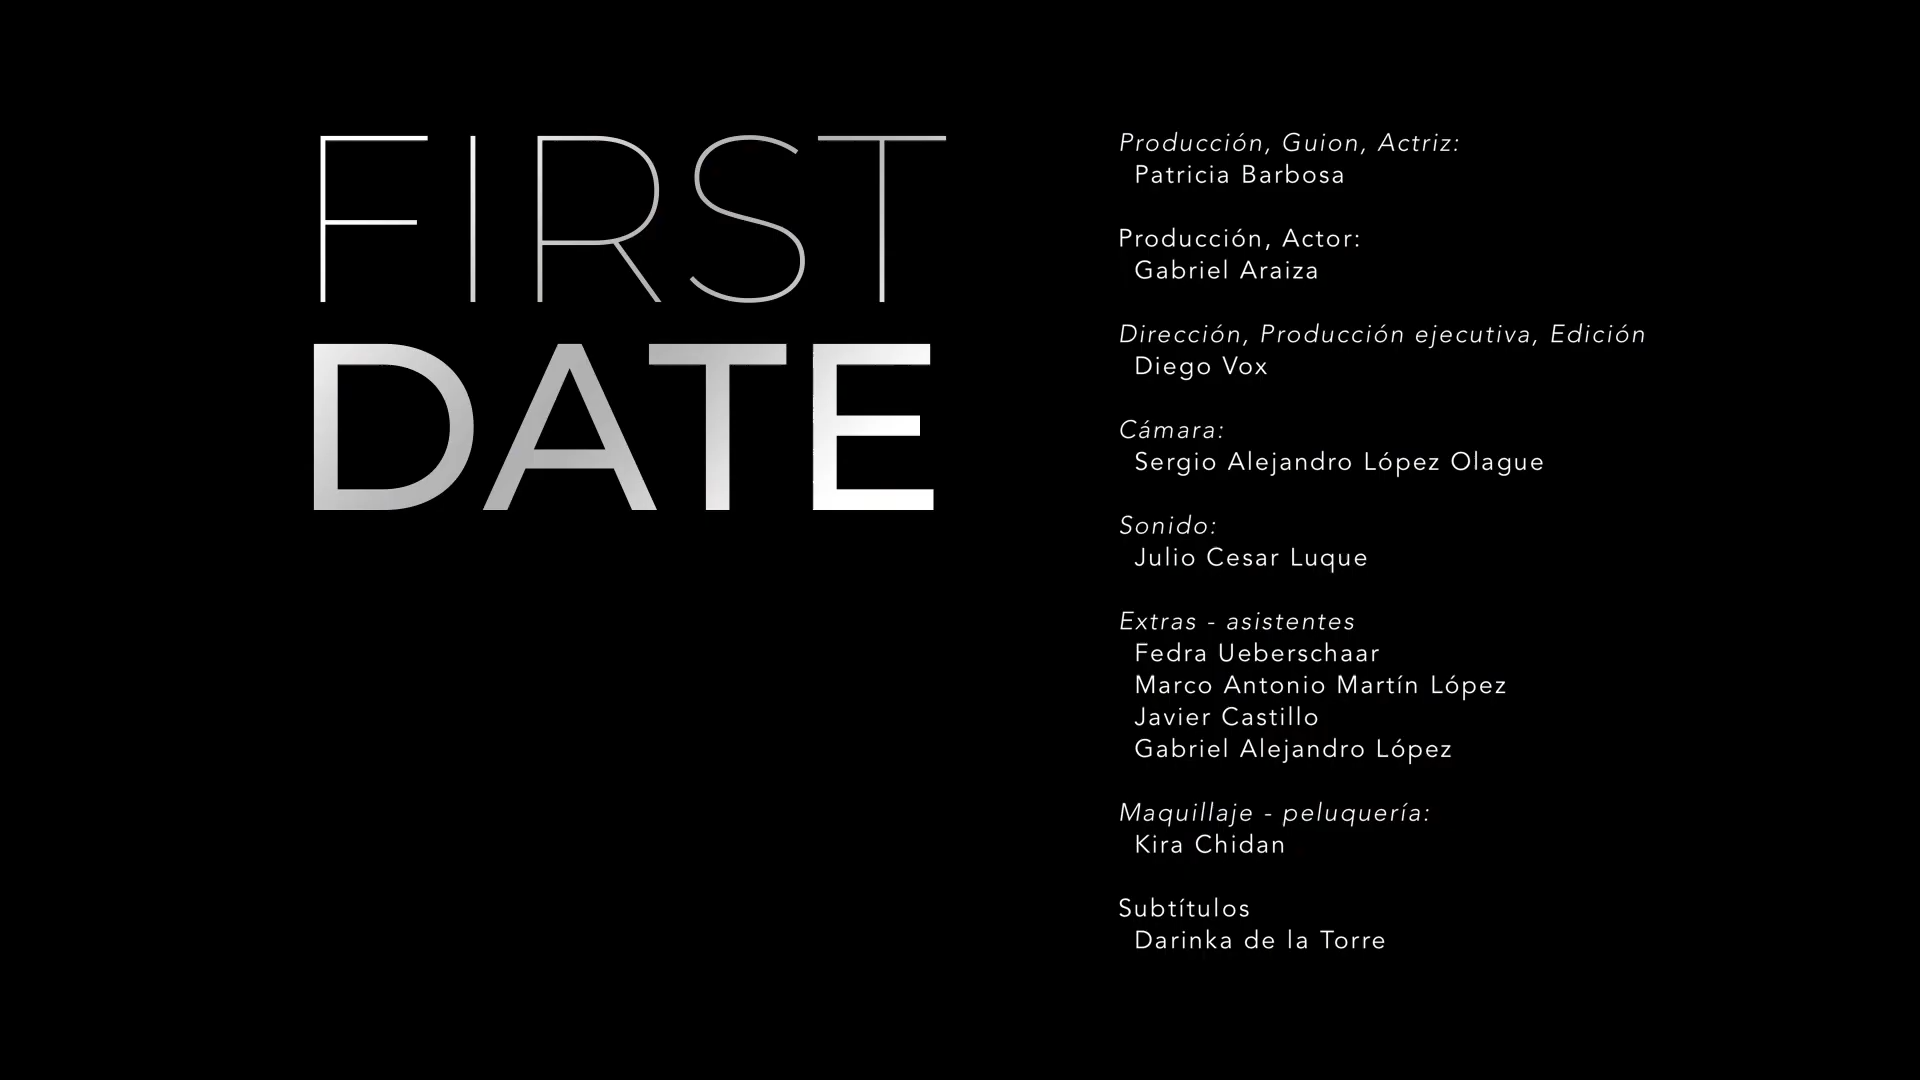 FIRST
DATE
Producción, Guion, Actriz:
Patricia Barbosa
Producción, Actor:
Gabriel Araiza
Dirección, Producción ejecutiva, Edición
Diego Vox
Cámara:
Sergio Alejandro López Olague
Sonido:
Julio Cesar Luque
Extras - asistentes
Fedra Ueberschaar
Marco Antonio Martín López
Javier Castillo
Gabriel Alejandro López
Maquillaje - peluquería:
Kira Chidan
Subtítulos
Darinka de la Torre